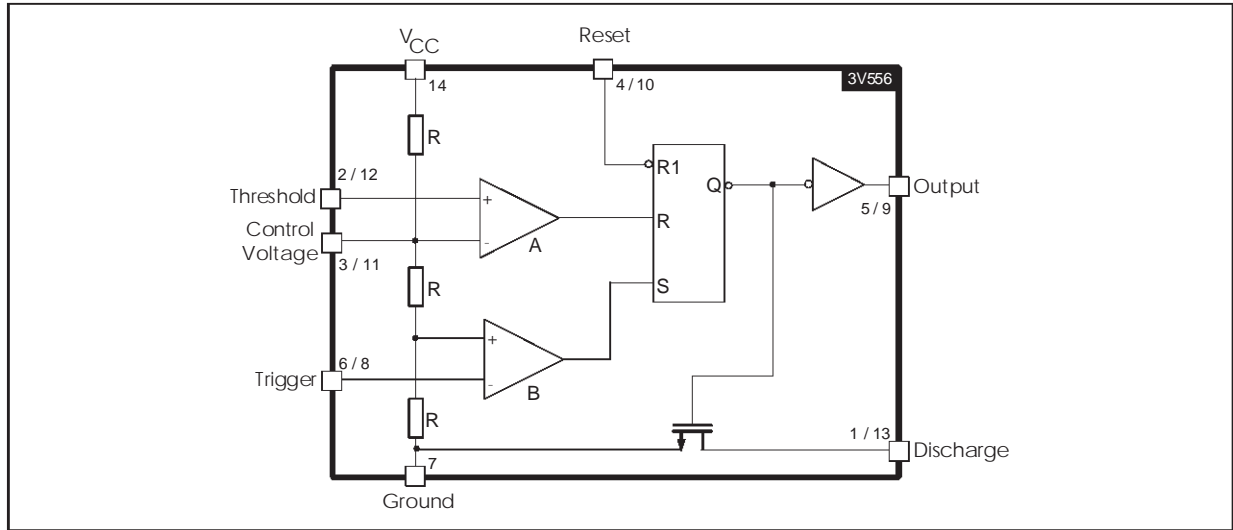 V CC
Reset
14
4 / 10
3V556
R
R1
Q
2 / 12
Threshold
+
Output
5 / 9
Control
Voltage
-
A
R
3 / 11
R
S
+
6 / 8
Trigger
-
B
R
1 / 13
Discharge
7
Ground